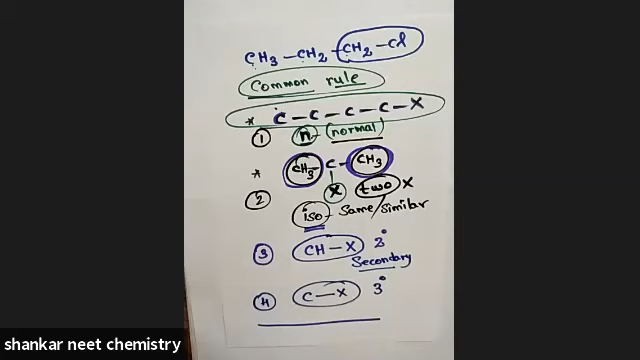 CH3 – CH2 – CH2 – Cl
Common rule
* C – C – C – C – X
① n – (normal)
* CH3 – C – CH3
X two X
② iso – Same/similar
③ CH – X 2°
Secondary
④ C – X 3°
shankar neet chemistry